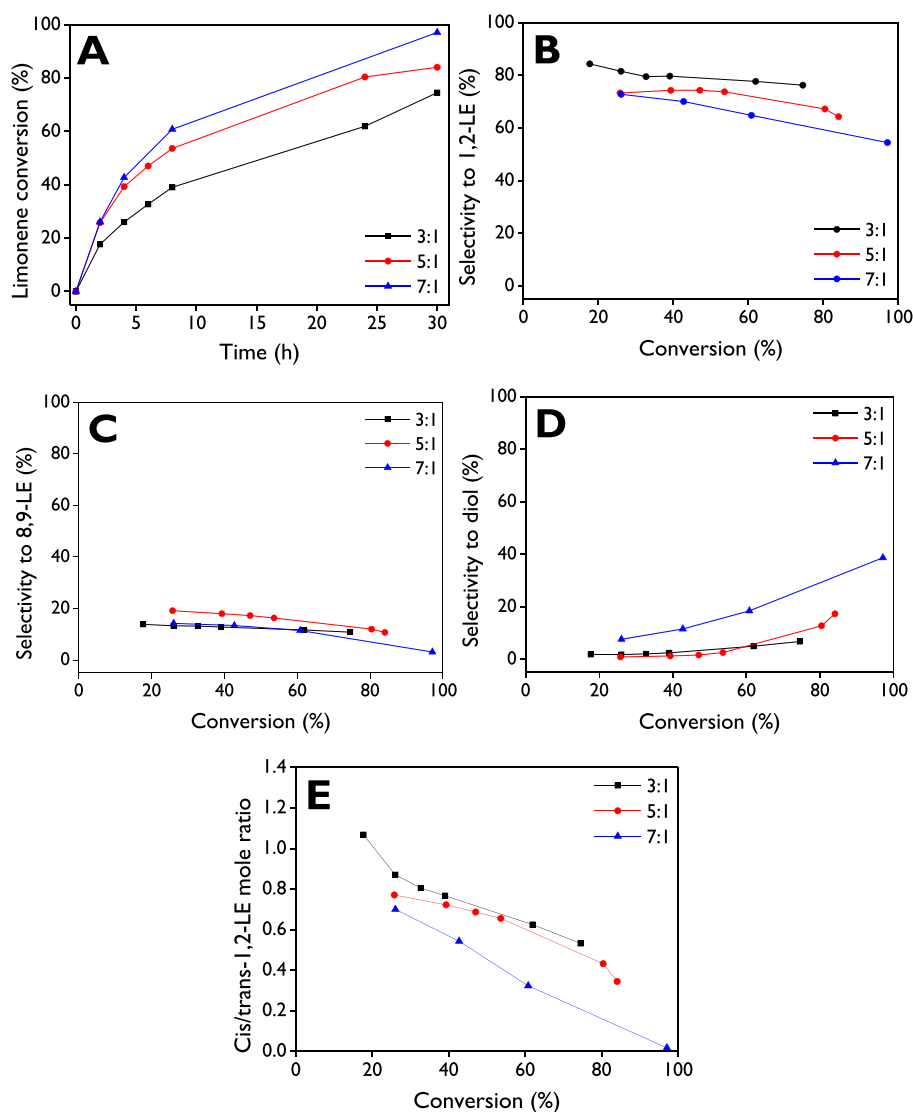 A
Limonene conversion (%)
100
80
60
40
20
0
0 5 10 15 20 25 30
Time (h)
3:1
5:1
7:1
B
Selectivity to 1,2-LE (%)
100
80
60
40
20
0
0 20 40 60 80 100
Conversion (%)
3:1
5:1
7:1
C
Selectivity to 8,9-LE (%)
100
80
60
40
20
0
0 20 40 60 80 100
Conversion (%)
3:1
5:1
7:1
D
Selectivity to diol (%)
100
80
60
40
20
0
0 20 40 60 80 100
Conversion (%)
3:1
5:1
7:1
E
Cis/trans-1,2-LE mole ratio
1.4
1.2
1.0
0.8
0.6
0.4
0.2
0.0
0 20 40 60 80 100
Conversion (%)
3:1
5:1
7:1